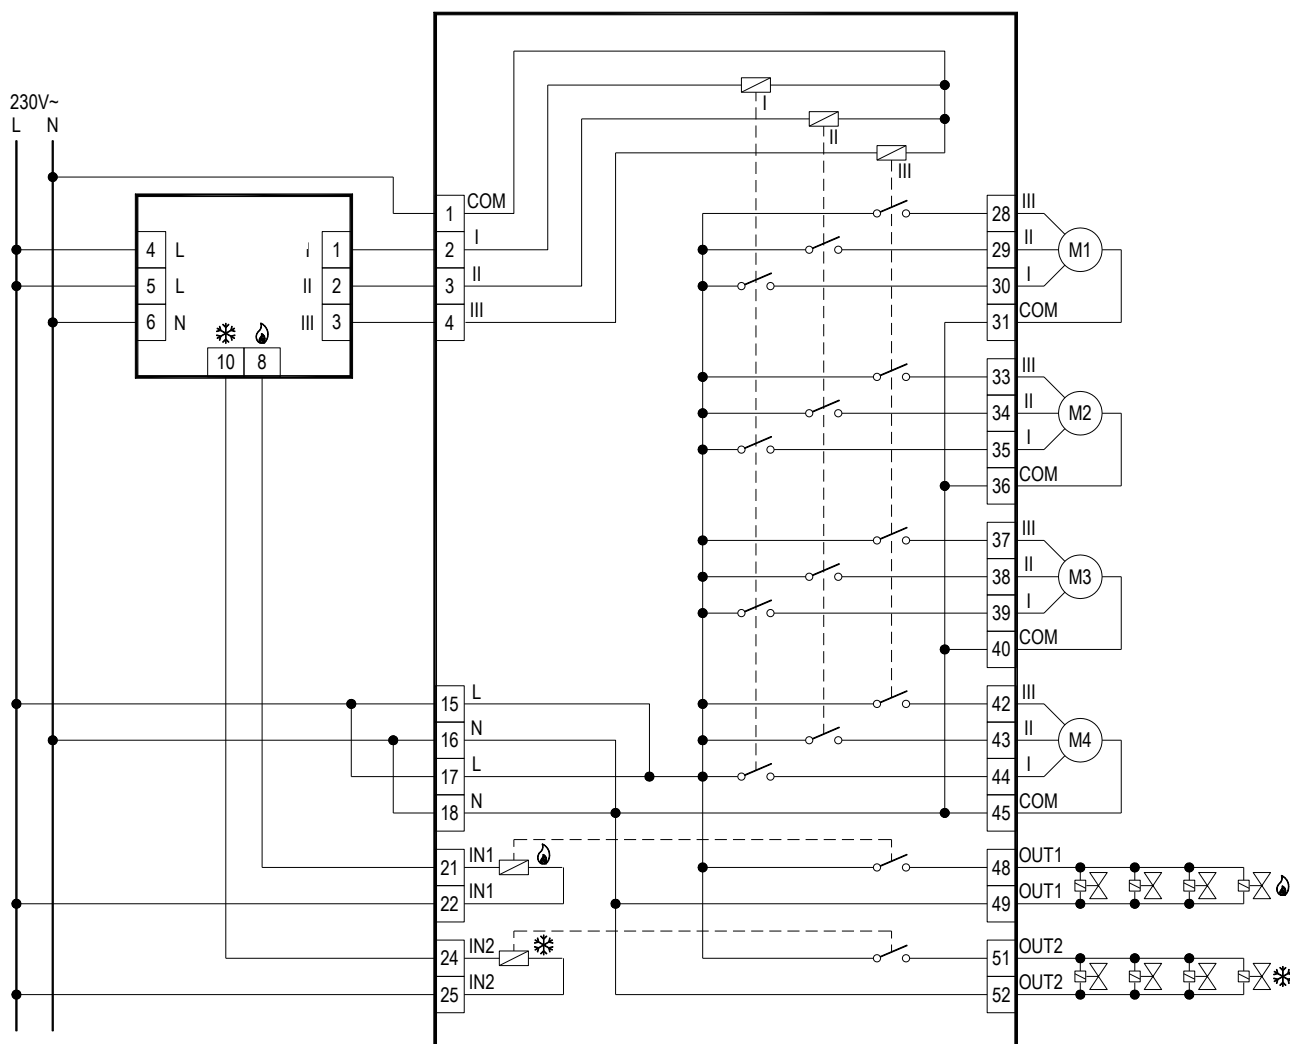 230V~
L N
4 L
5 L
6 N
I 1
II 2
III 3
10 8
1 COM
2 I
3 II
4 III
I
II
III
28 III
29 II
30 I
31 COM
M1
33 III
34 II
35 I
36 COM
M2
37 III
38 II
39 I
40 COM
M3
15 L
16 N
17 L
18 N
42 III
43 II
44 I
45 COM
M4
21 IN1
22 IN1
24 IN2
25 IN2
48 OUT1
49 OUT1
51 OUT2
52 OUT2